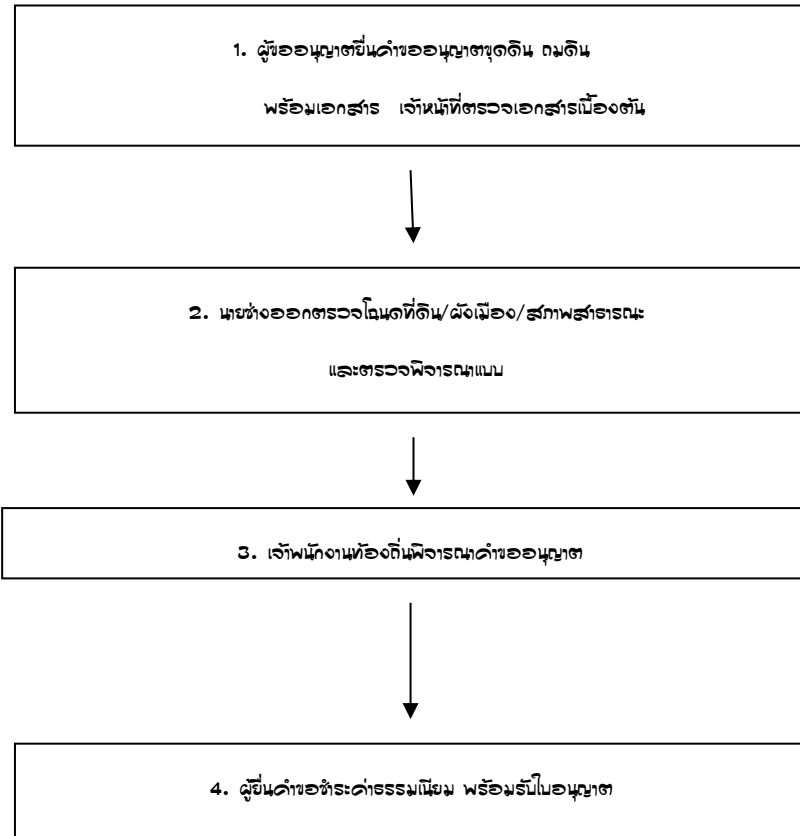 1. ผู้ขออนุญาตยื่นคำขออนุญาตขุดดิน ถมดิน
พร้อมเอกสาร เจ้าหน้าที่ตรวจเอกสารเบื้องต้น
2. นายช่างออกตรวจโฉนดที่ดิน/ผังเมือง/สภาพสาธารณะ
และตรวจพิจารณาแบบ
3. เจ้าพนักงานท้องถิ่นพิจารณาคำขออนุญาต
4. ผู้ยื่นคำขอชำระค่าธรรมเนียม พร้อมรับใบอนุญาต